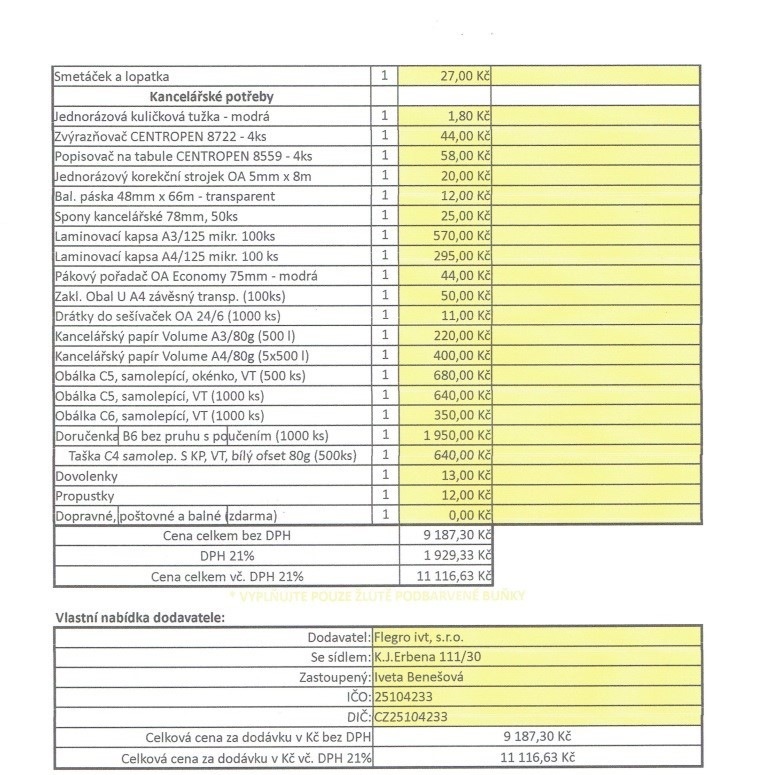 Smetáček a lopatka 1 27,00 Kč
Kancelářské potřeby
Jednorázová kuličková tužka - modrá 1 1,80 Kč
Zvýrazňovač CENTROPEN 8722 - 4ks 1 44,00 Kč
Popisovač na tabule CENTROPEN 8559 - 4ks 1 58,00 Kč
Jednorázový korekční strojek OA 5mm x 8m 1 20,00 Kč
Bal. páska 48mm x 66m - transparent 1 12,00 Kč
Spony kancelářské 78mm, 50ks 1 25,00 Kč
Laminovací kapsa A3/125 mikr. 100ks 1 570,00 Kč
Laminovací kapsa A4/125 mikr. 100 ks 1 295,00 Kč
Pákový pořadač OA Economy 75mm - modrá 1 44,00 Kč
Zakl. Obal U A4 závěsný transp. (100ks) 1 50,00 Kč
Drátky do sešívaček OA 24/6 (1000 ks) 1 11,00 Kč
Kancelářský papír Volume A3/80g (500 l) 1 220,00 Kč
Kancelářský papír Volume A4/80g (5x500 l) 1 400,00 Kč
Obálka C5, samolepící, okénko, VT (500 ks) 1 680,00 Kč
Obálka C5, samolepící, VT (1000 ks) 1 640,00 Kč
Obálka C6, samolepící, VT (1000 ks) 1 350,00 Kč
Doručenka B6 bez pruhu s poučením (1000 ks) 1 1 950,00 Kč
Taška C4 samolep. S KP, VT, bílý ofset 80g (500ks) 1 640,00 Kč
Dovolenky 1 13,00 Kč
Propustky 1 12,00 Kč
Dopravné, poštovné a balné (zdarma) 1 0,00 Kč
Cena celkem bez DPH 9 187,30 Kč
DPH 21% 1 929,33 Kč
Cena celkem vč. DPH 21% 11 116,63 Kč
* VYPLŇUJTE POUZE ŽLUTĚ PODBARVENÉ BUŇKY
Vlastní nabídka dodavatele:
Dodavatel: Flegro ivt, s.r.o.
Se sídlem: K.J.Erbena 111/30
Zastoupený: Iveta Benešová
IČO: 25104233
DIČ: CZ25104233
Celková cena za dodávku v Kč bez DPH 9 187,30 Kč
Celková cena za dodávku v Kč vč. DPH 21% 11 116,63 Kč